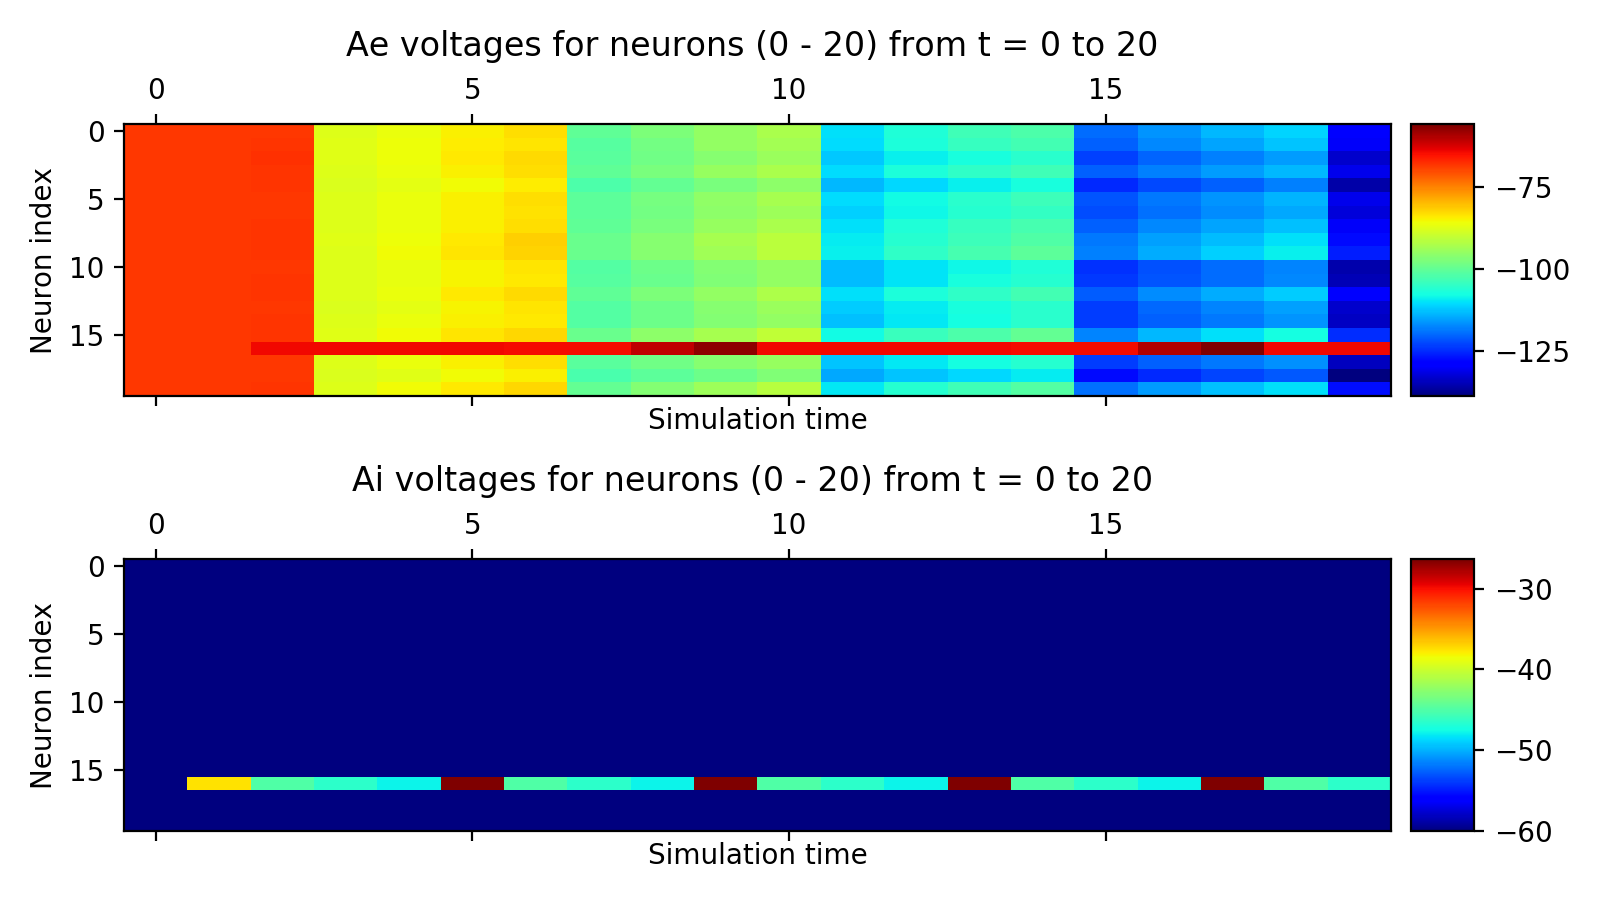 Ae voltages for neurons (0 - 20) from t = 0 to 20
0 5 10 15
Neuron index
0
5
10
15
−75
−100
−125
Simulation time
Ai voltages for neurons (0 - 20) from t = 0 to 20
0 5 10 15
Neuron index
0
5
10
15
−30
−40
−50
−60
Simulation time